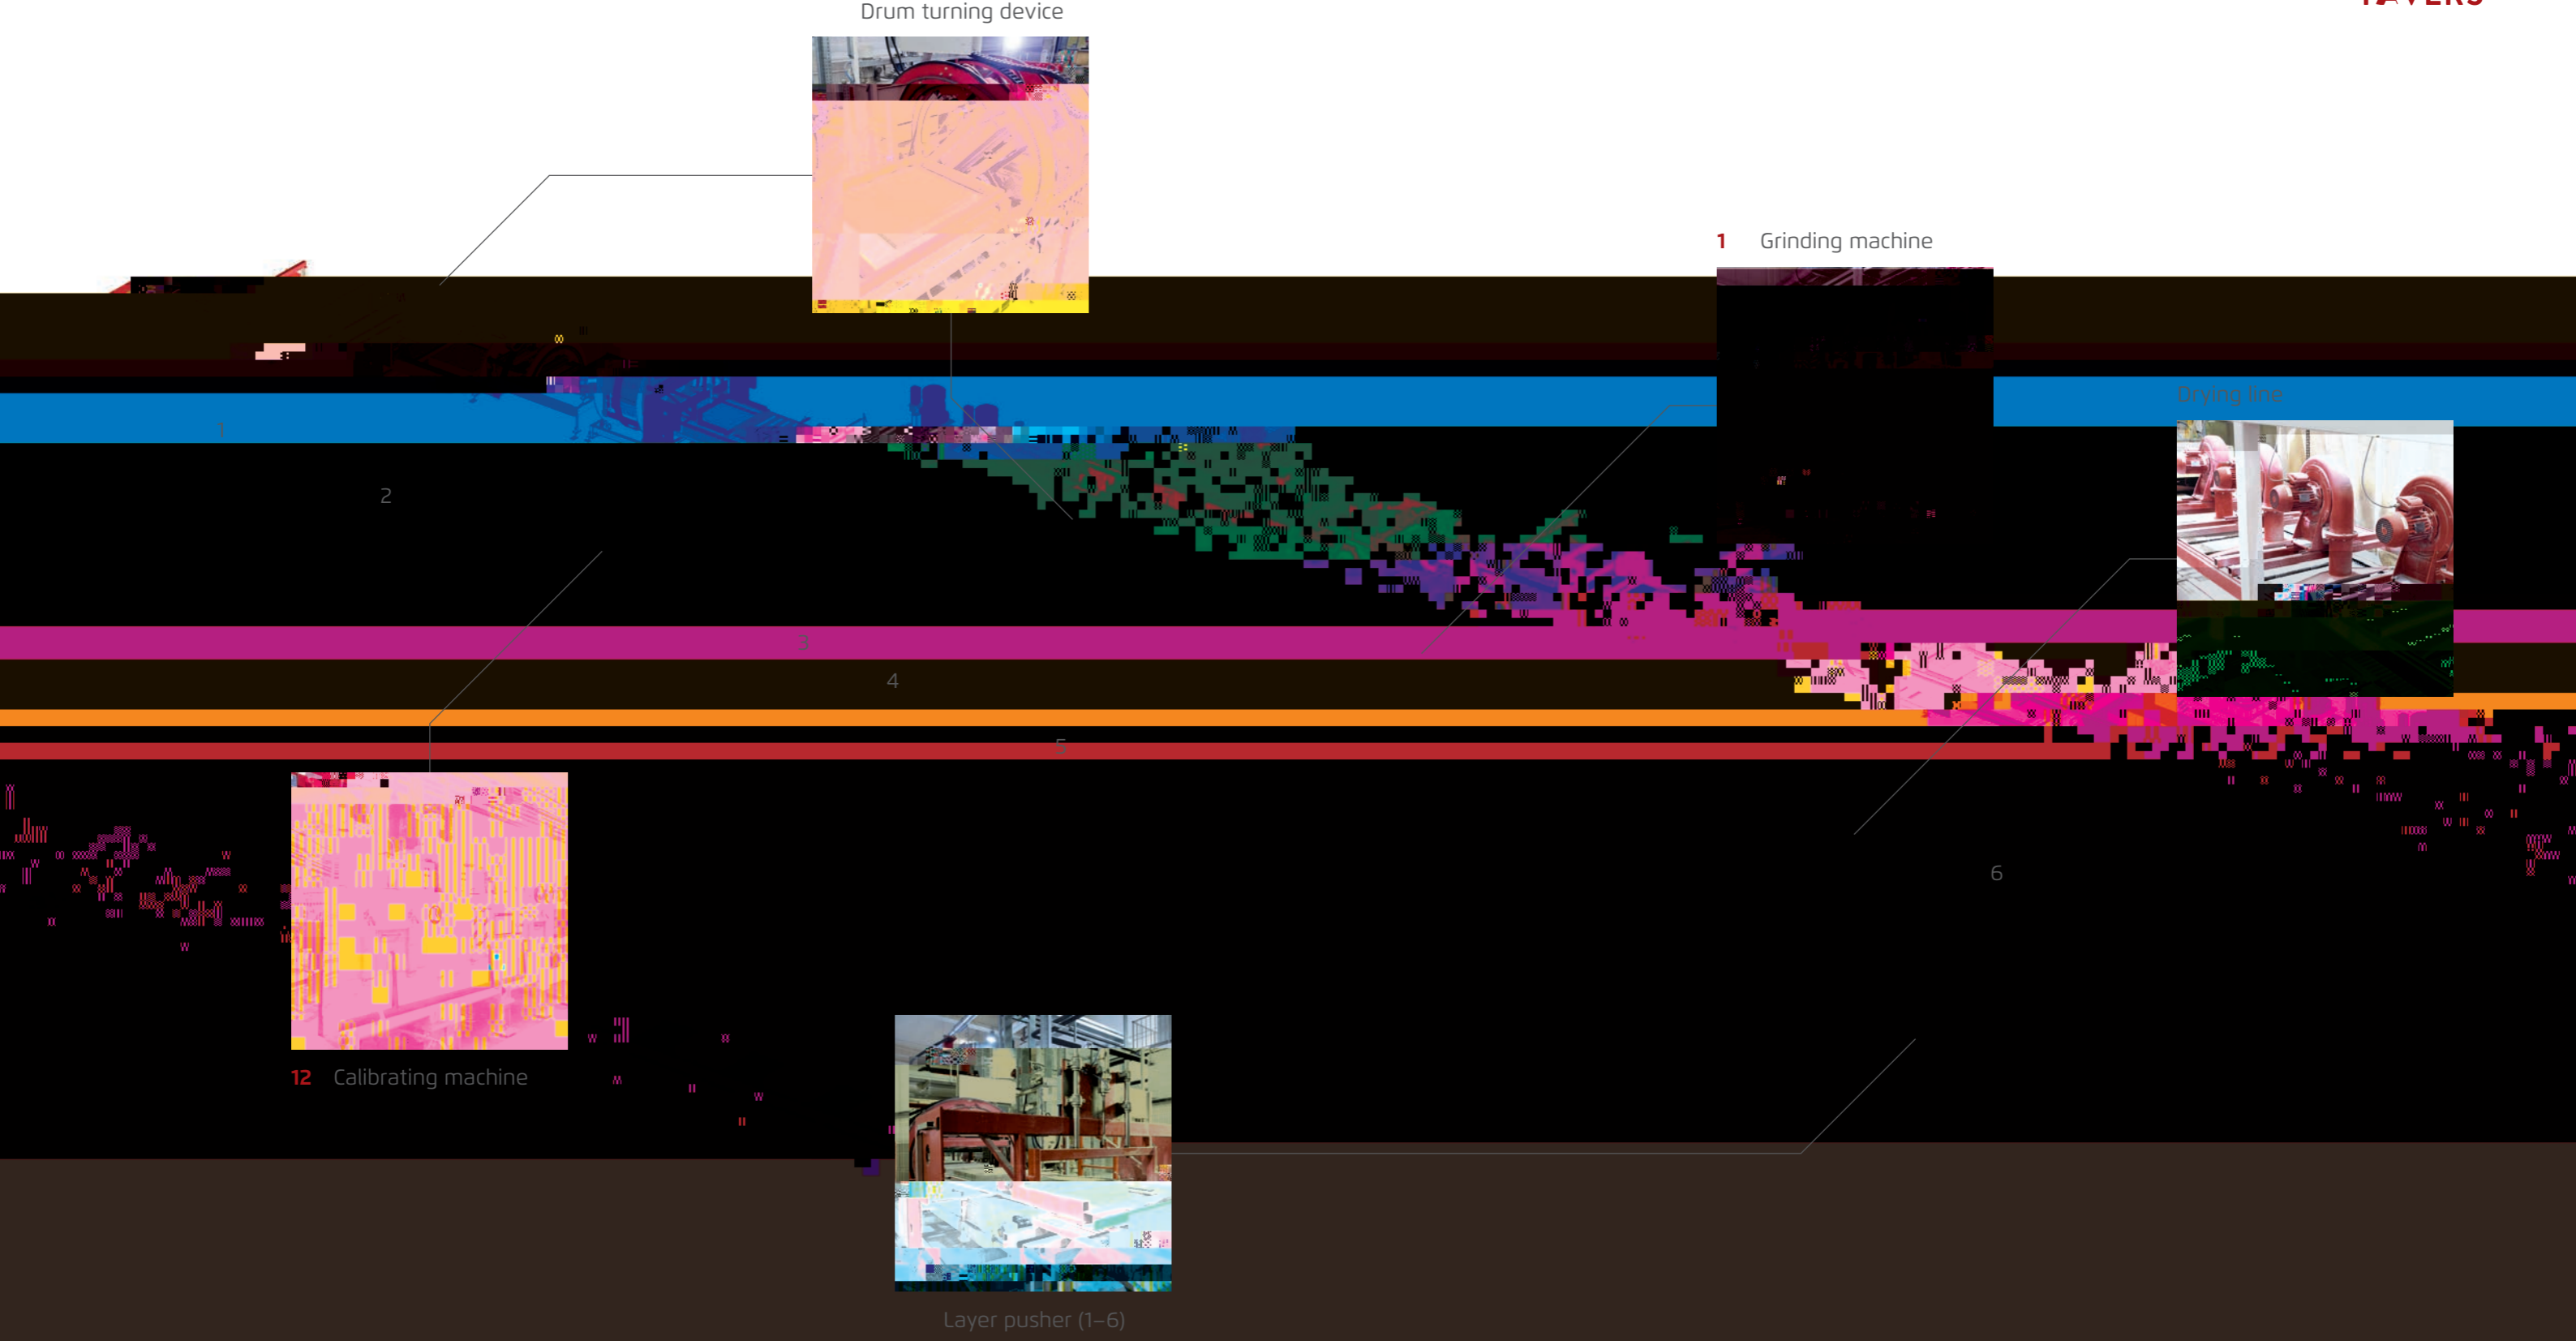 Drum turning device
1 Grinding machine
Drying line
1
2
3
4
5
6
12 Calibrating machine
Layer pusher (1–6)